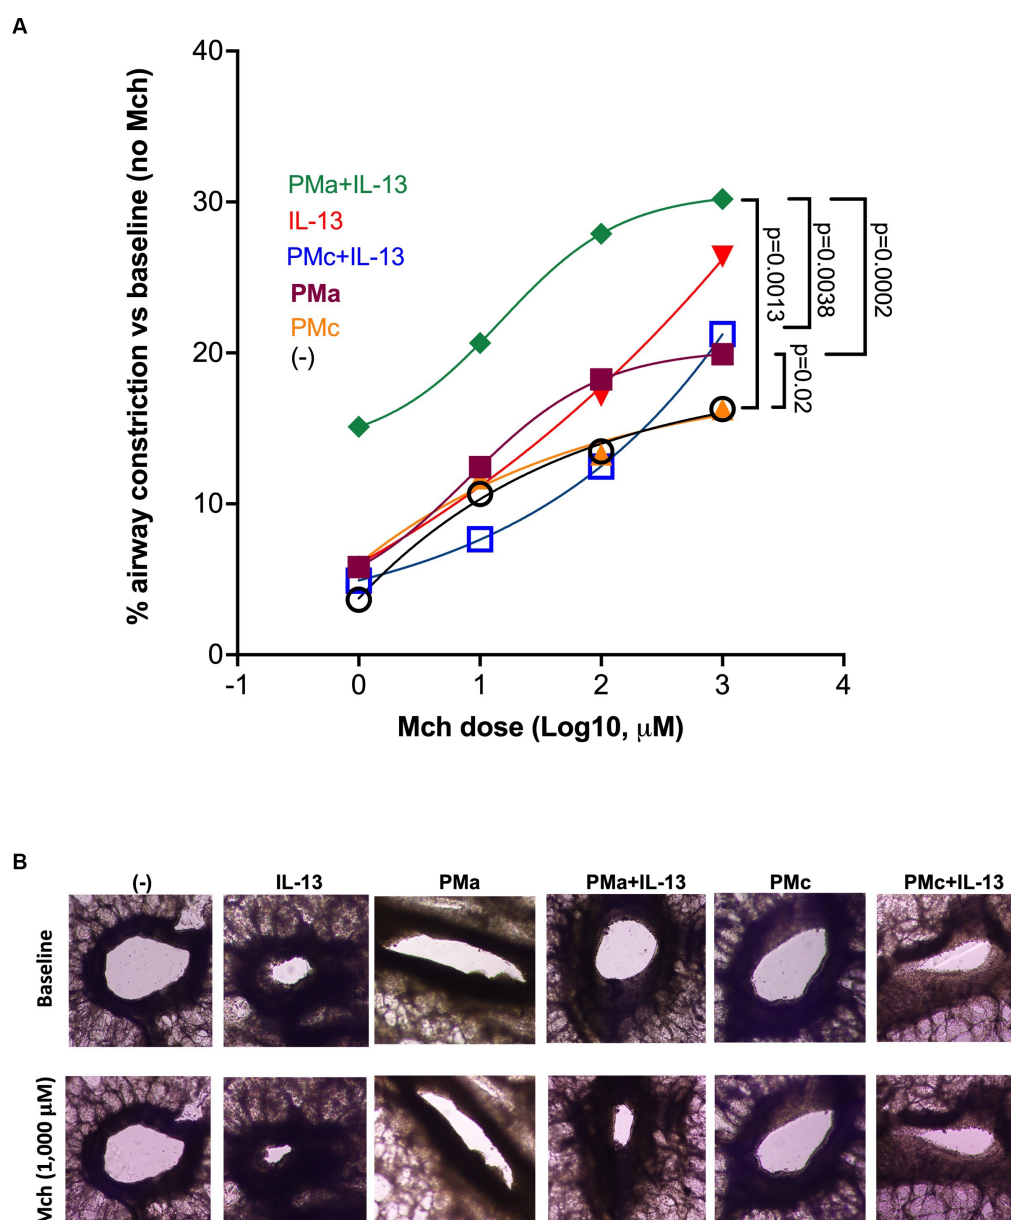 A
40
30
20
10
0
-1
0
1
2
3
4
% airway constriction vs baseline (no Mch)
Mch dose (Log10, μM)
PMa+IL-13
IL-13
PMc+IL-13
PMa
PMc
(-)
p=0.0013
p=0.0038
p=0.0002
p=0.02
B
(-) IL-13 PMa PMa+IL-13 PMc PMc+IL-13
Baseline
Mch (1,000 μM)